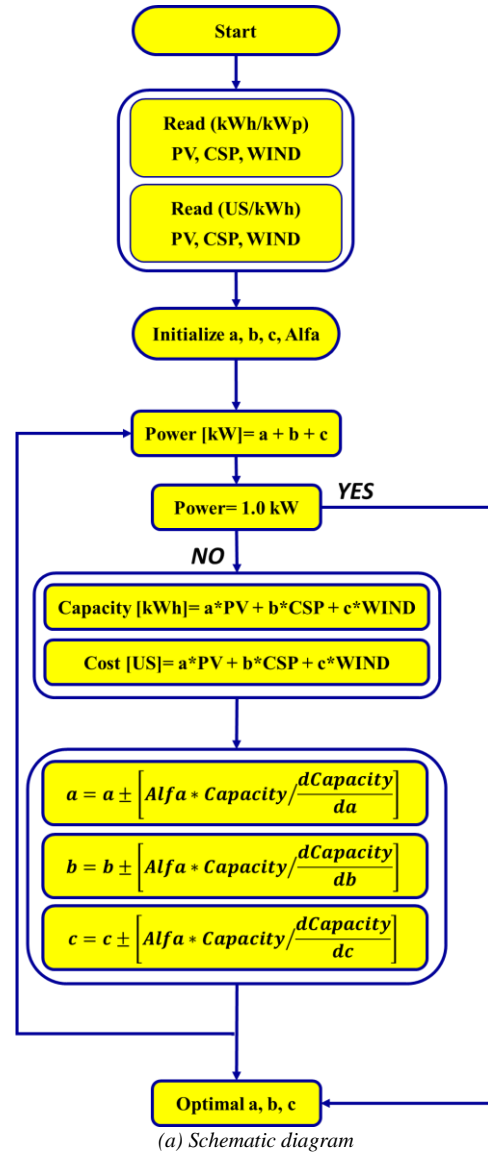 Start
Read (kWh/kWp)
PV, CSP, WIND
Read (US/kWh)
PV, CSP, WIND
Initialize a, b, c, Alfa
Power [kW]= a + b + c
Power= 1.0 kW
YES
NO
Capacity [kWh]= a*PV + b*CSP + c*WIND
Cost [US]= a*PV + b*CSP + c*WIND
a = a ± [Alfa * Capacity/dCapacity/da]
b = b ± [Alfa * Capacity/dCapacity/db]
c = c ± [Alfa * Capacity/dCapacity/dc]
Optimal a, b, c
(a) Schematic diagram